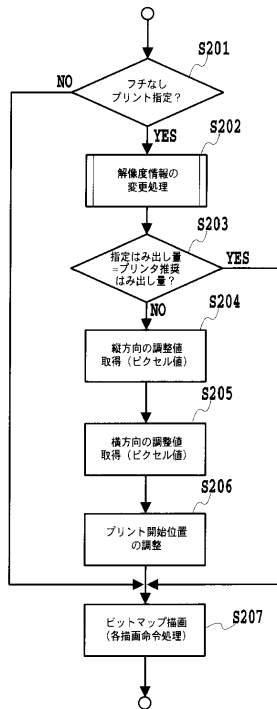 S201
フチなし
プリント指定?
NO
YES
S202
解像度情報の
変更処理
S203
指定はみ出し量
=プリンタ推奨
はみ出し量?
YES
NO
S204
縦方向の調整値
取得(ピクセル値)
S205
横方向の調整値
取得(ピクセル値)
S206
プリント開始位置
の調整
S207
ビットマップ描画
(各描画命令処理)